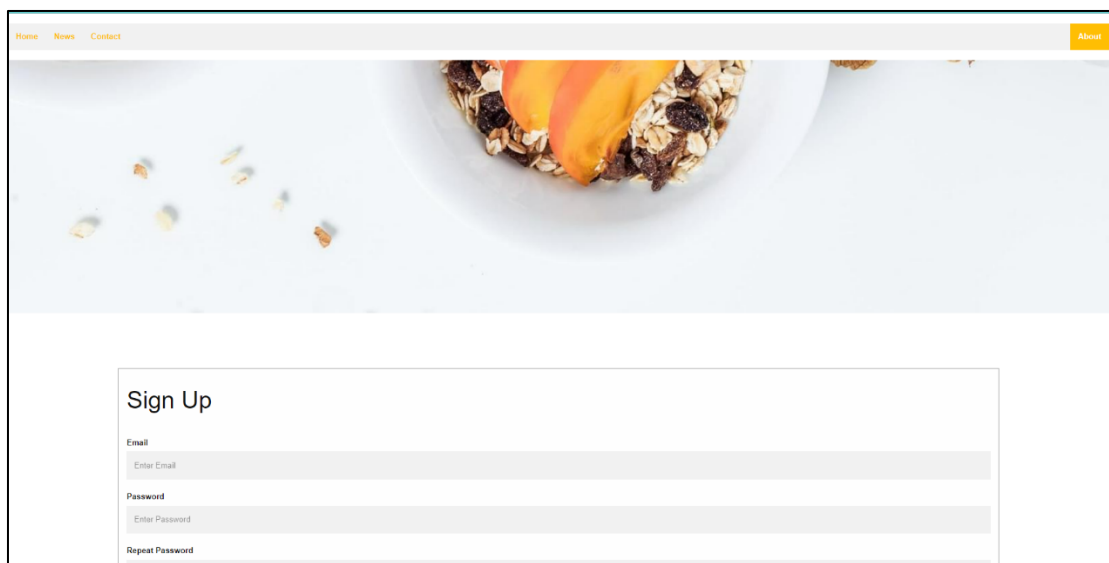 Home News Contact About
Sign Up
Email
Enter Email
Password
Enter Password
Repeat Password